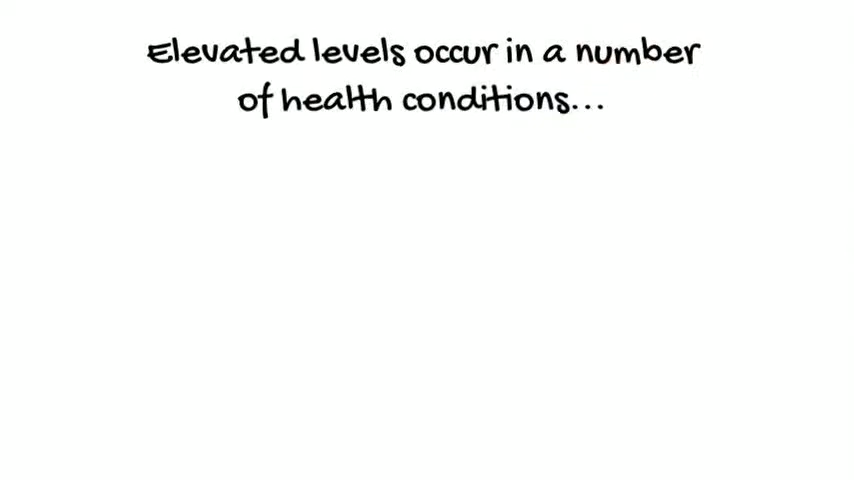 Elevated levels occur in a number
of health conditions...